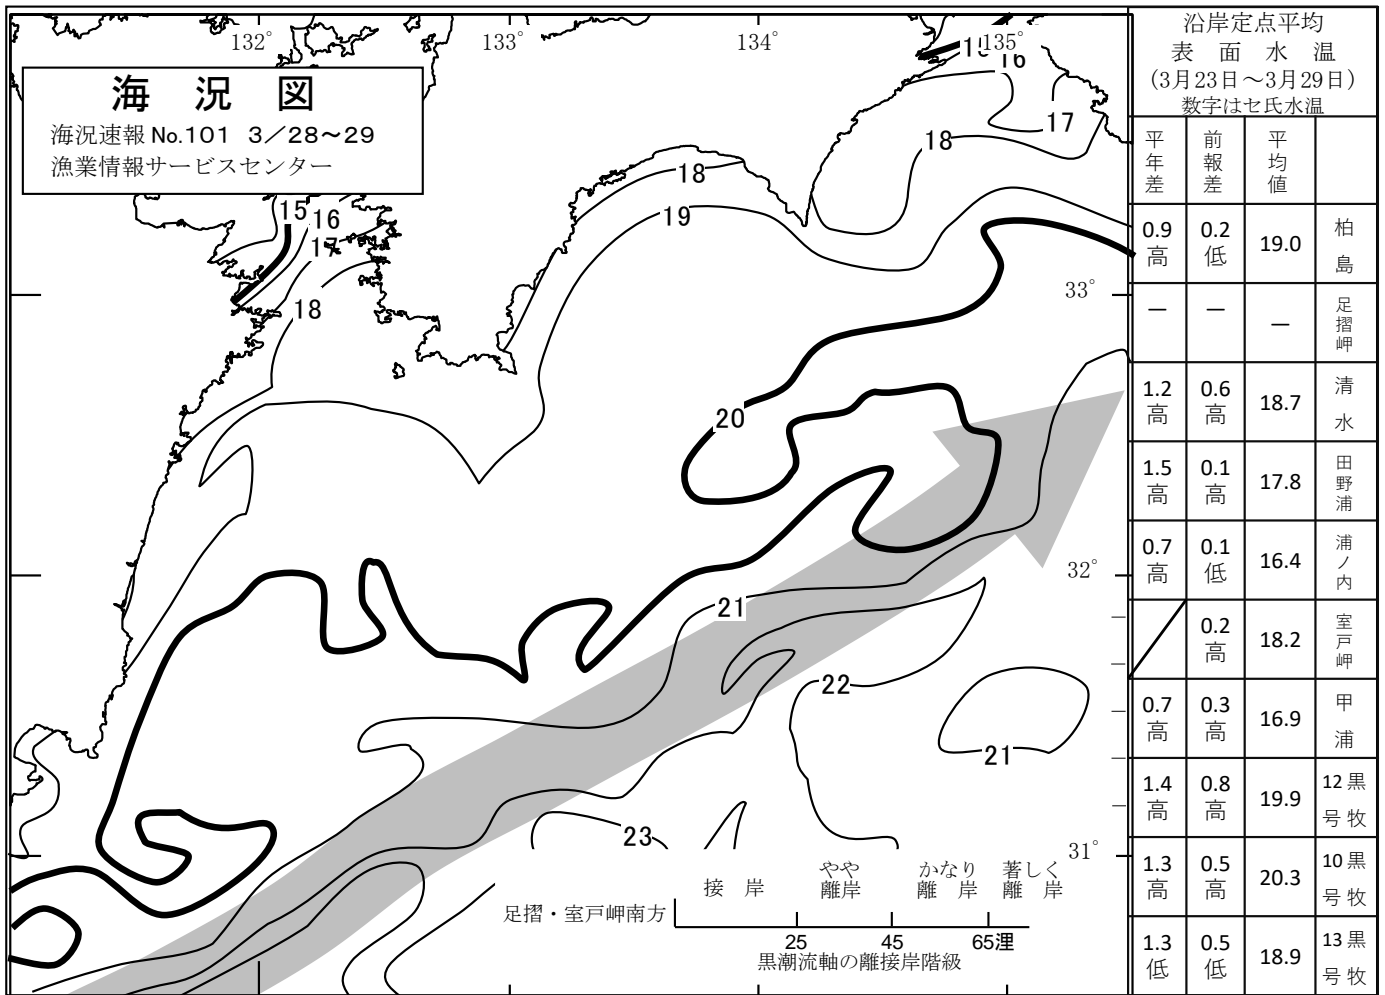 海況図
海況速報 No.101 3／28～29
漁業情報サービスセンター
132°
133°
134°
135°
33°
32°
31°
15
16
17
18
15
16
17
18
18
19
20
21
22
21
23
接岸
やや離岸
かなり離岸
著しく離岸
足摺・室戸岬南方
25 45 65浬
黒潮流軸の離接岸階級
沿岸定点平均
表面水温
(3月23日～3月29日)
数字はセ氏水温
平年差 前報差 平均値
0.9高 0.2低 19.0 柏島
－ － － 足摺岬
1.2高 0.6高 18.7 清水
1.5高 0.1高 17.8 田野浦
0.7高 0.1低 16.4 浦ノ内
0.2高 18.2 室戸岬
0.7高 0.3高 16.9 甲浦
1.4高 0.8高 19.9 黒牧12号
1.3高 0.5高 20.3 黒牧10号
1.3低 0.5低 18.9 黒牧13号